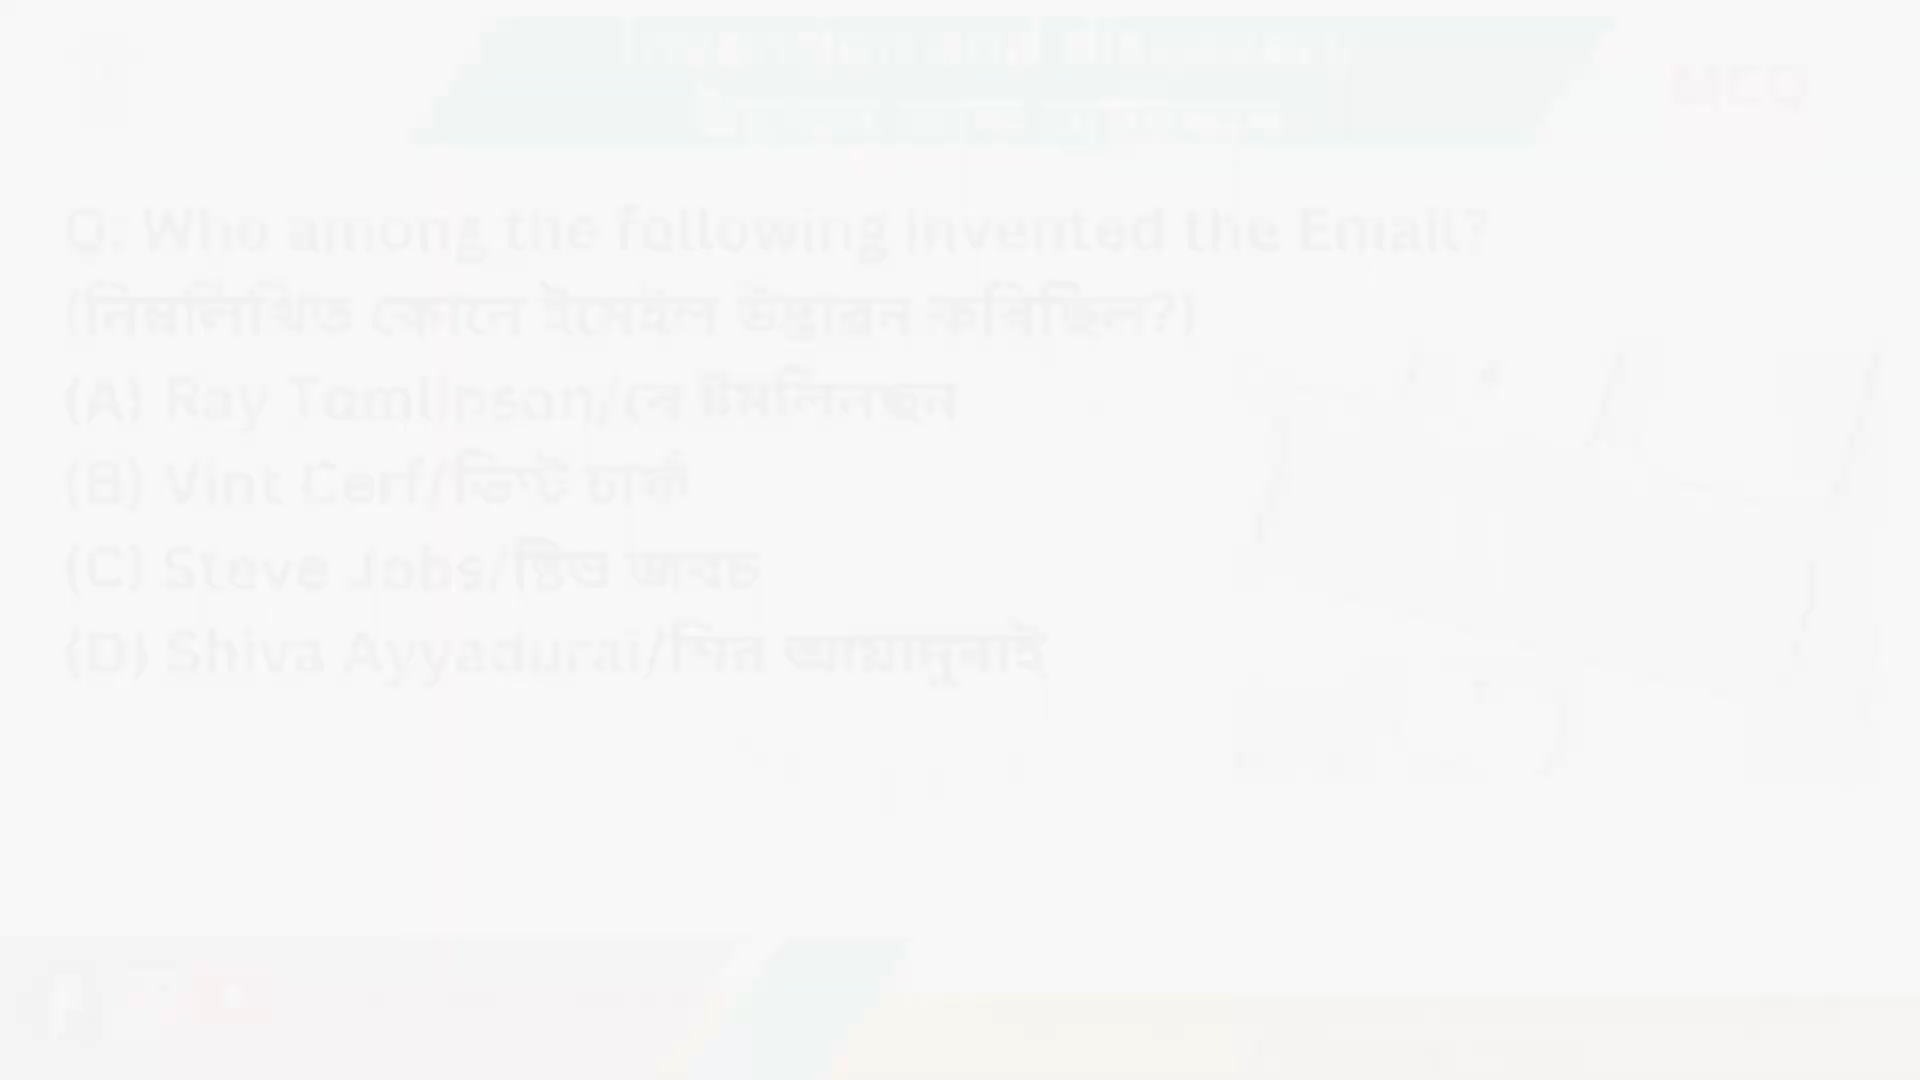 MCQ
Q: Who among the following invented the Email?
(নিম্নলিখিত কোনে ইমেইল উদ্ভাৱন কৰিছিল?)
(A) Ray Tomlinson/ৰে টমলিনছন
(B) Vint Cerf/ভিণ্ট চাৰ্ফ
(C) Steve Jobs/ষ্টিভ জবচ
(D) Shiva Ayyadurai/শিৱ আয়াদুৰাই